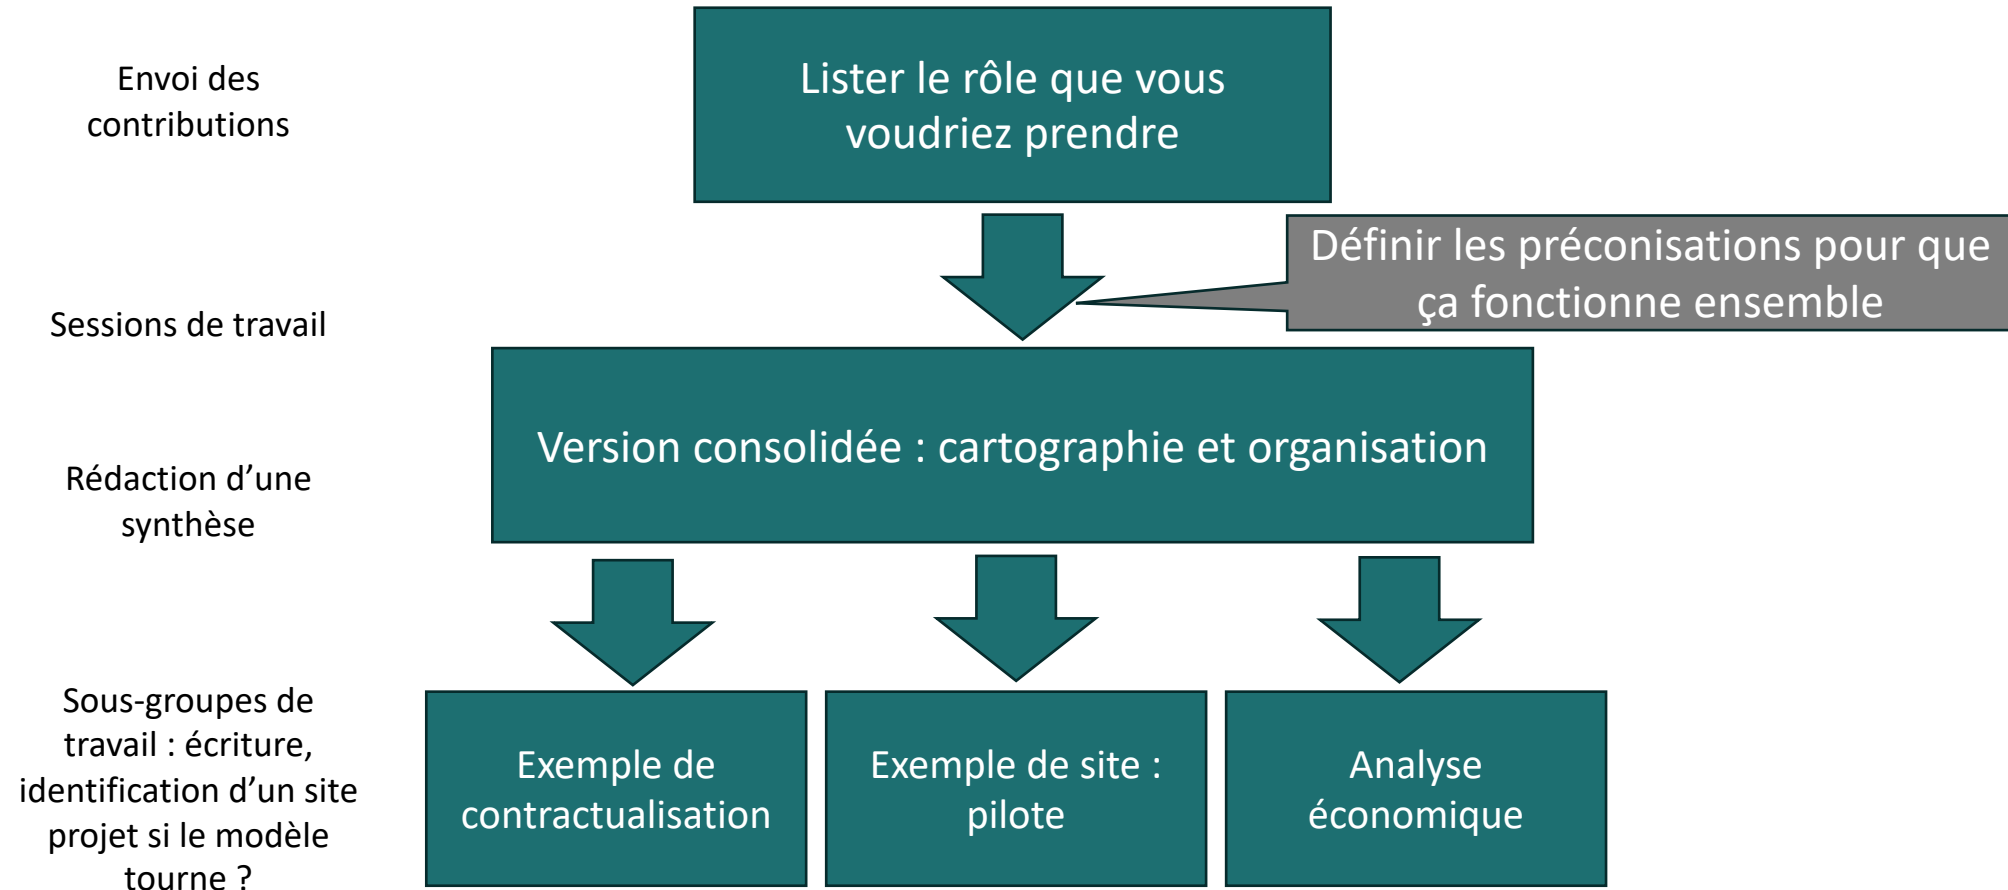 Envoi des
contributions
Lister le rôle que vous
voudriez prendre
Définir les préconisations pour que
ça fonctionne ensemble
Sessions de travail
Version consolidée : cartographie et organisation
Rédaction d’une
synthèse
Sous-groupes de
travail : écriture,
identification d’un site
projet si le modèle
tourne ?
Exemple de
contractualisation
Exemple de site :
pilote
Analyse
économique